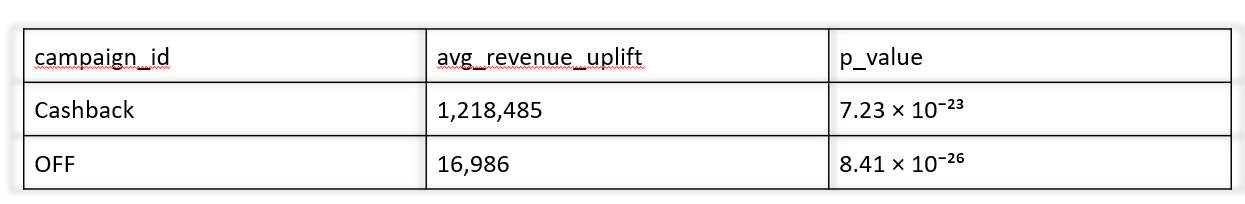 campaign_id avg_revenue_uplift p_value
Cashback 1,218,485 7.23 × 10⁻²³
OFF 16,986 8.41 × 10⁻²⁶